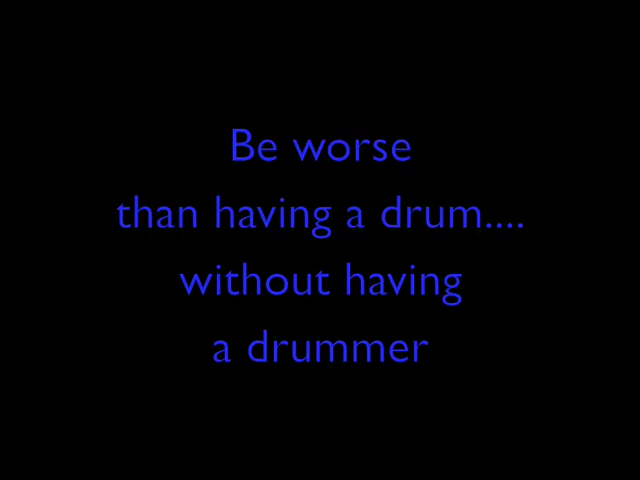 Be worse
than having a drum....
without having
a drummer